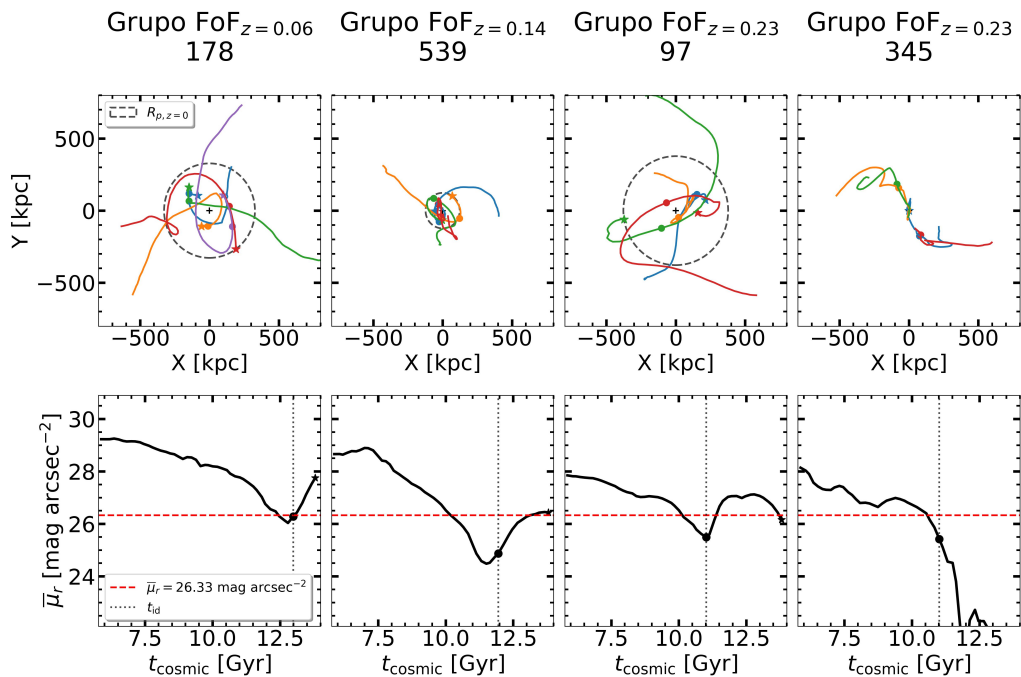 Grupo FoF_{z=0.06} Grupo FoF_{z=0.14} Grupo FoF_{z=0.23} Grupo FoF_{z=0.23}
178 539 97 345
R_{p,z=0}
500
0
−500
Y [kpc]
−500 0 500 −500 0 500 −500 0 500 −500 0 500
X [kpc] X [kpc] X [kpc] X [kpc]
30
28
26
24
μ̅_r [mag arcsec⁻²]
μ̅_r = 26.33 mag arcsec⁻²
t_{id}
7.5 10.0 12.5 7.5 10.0 12.5 7.5 10.0 12.5 7.5 10.0 12.5
t_{cosmic} [Gyr] t_{cosmic} [Gyr] t_{cosmic} [Gyr] t_{cosmic} [Gyr]